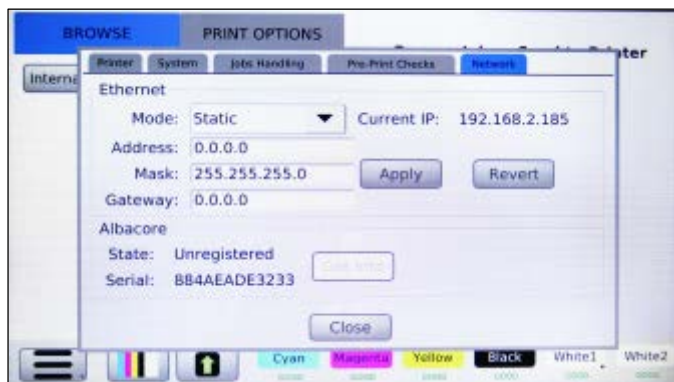 BROWSE PRINT OPTIONS
Printer System Jobs Handling Pre-Print Checks Network
Ethernet
Mode: Static Current IP: 192.168.2.185
Address: 0.0.0.0
Mask: 255.255.255.0 Apply Revert
Gateway: 0.0.0.0
Albacore
State: Unregistered
Serial: B84AEADE3233
Close
Cyan Magenta Yellow Black White1 White2